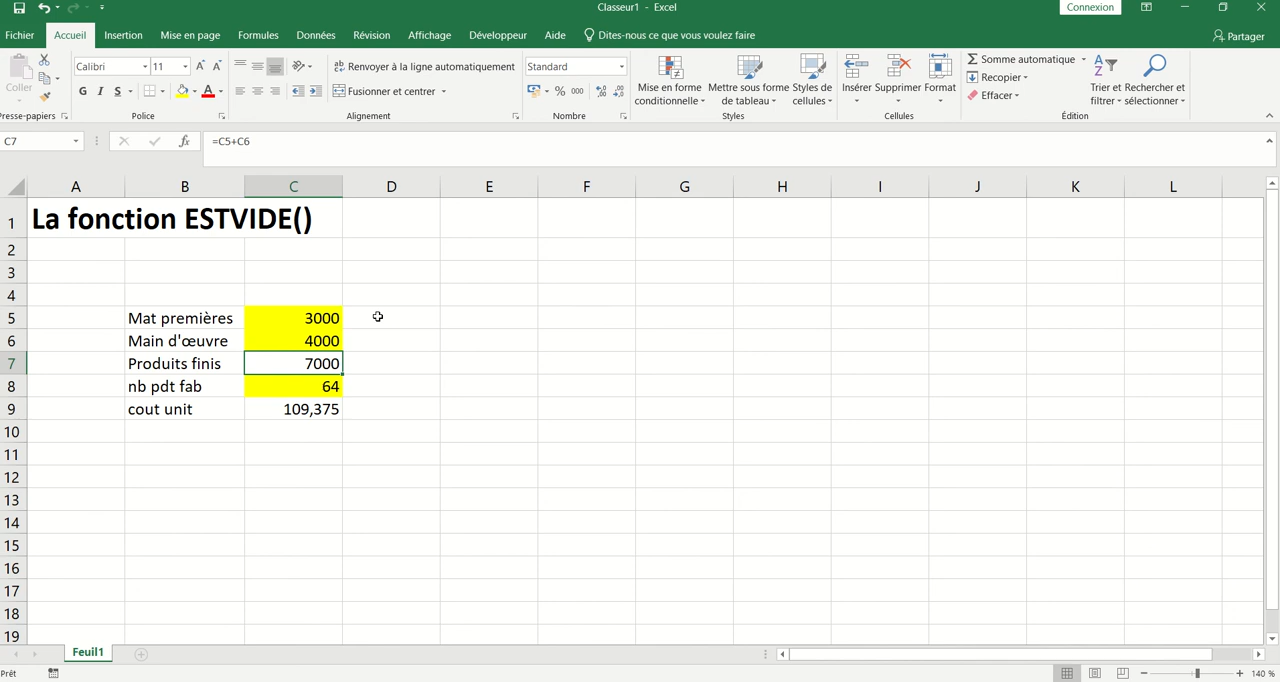 Classeur1 - Excel
Connexion
Fichier Accueil Insertion Mise en page Formules Données Révision Affichage Développeur Aide Dites-nous ce que vous voulez faire Partager
Coller
Calibri 11
G I S
Renvoyer à la ligne automatiquement
Fusionner et centrer
Standard
% 000
Mise en forme conditionnelle
Mettre sous forme de tableau
Styles de cellules
Insérer Supprimer Format
Somme automatique
Recopier
Effacer
Trier et filtrer
Rechercher et sélectionner
Presse-papiers Police Alignement Nombre Styles Cellules Édition
C7 fx =C5+C6
A B C D E F G H I J K L
1 La fonction ESTVIDE()
2
3
4
5 Mat premières 3000
6 Main d'œuvre 4000
7 Produits finis 7000
8 nb pdt fab 64
9 cout unit 109,375
10
11
12
13
14
15
16
17
18
19
Feuil1
Prêt
140 %